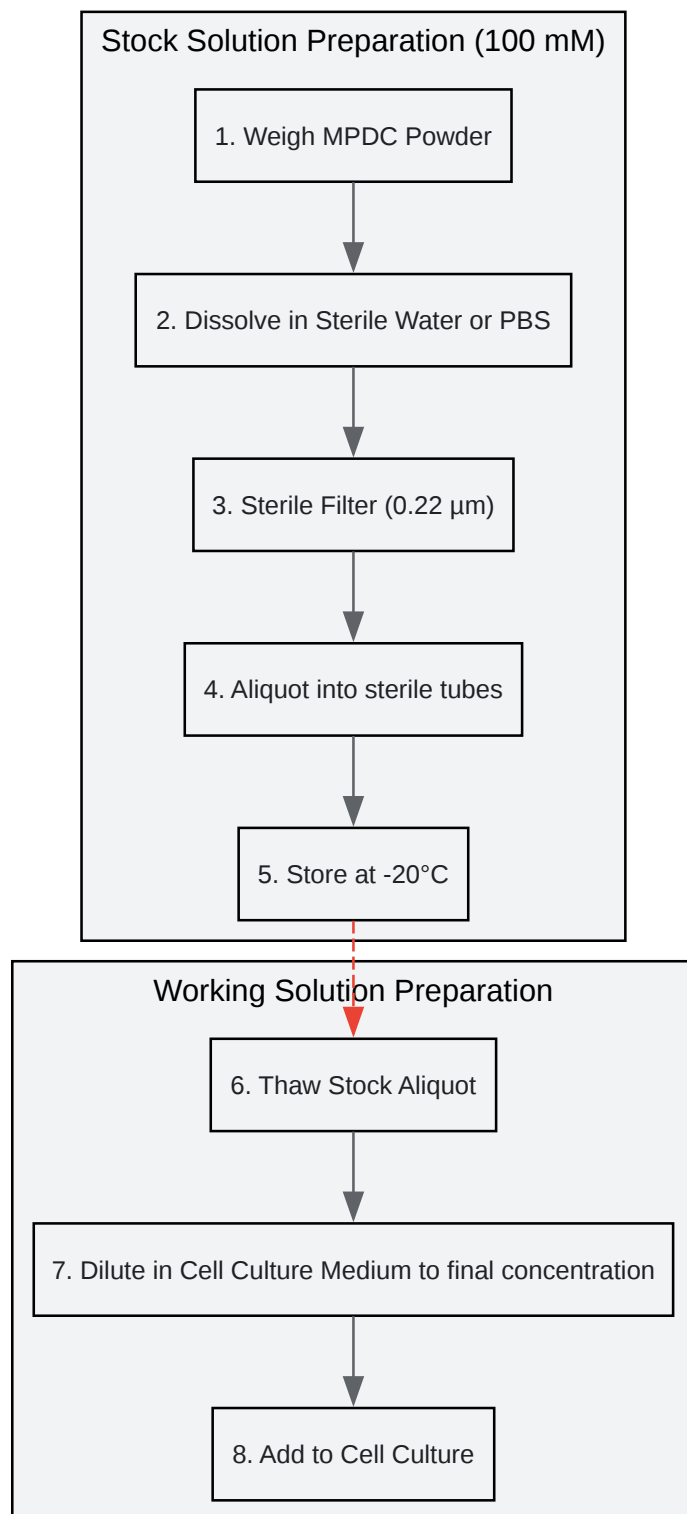 Stock Solution Preparation (100 mM)
1. Weigh MPDC Powder
2. Dissolve in Sterile Water or PBS
3. Sterile Filter (0.22 µm)
4. Aliquot into sterile tubes
5. Store at -20°C
Working Solution Preparation
6. Thaw Stock Aliquot
7. Dilute in Cell Culture Medium to final concentration
8. Add to Cell Culture